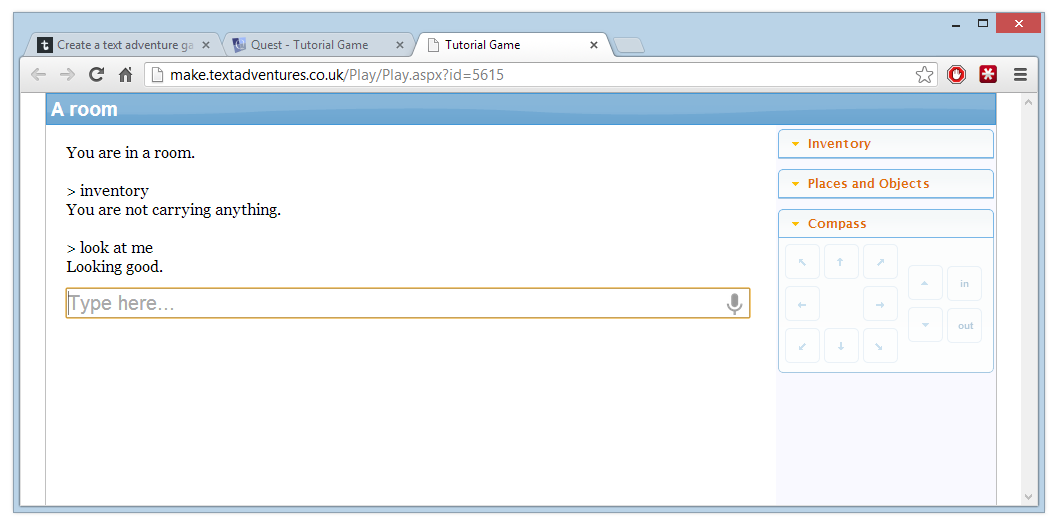 Create a text adventure ga
Quest - Tutorial Game
Tutorial Game
make.textadventures.co.uk/Play/Play.aspx?id=5615
A room
You are in a room.
> inventory
You are not carrying anything.
> look at me
Looking good.
Type here...
Inventory
Places and Objects
Compass
in
out